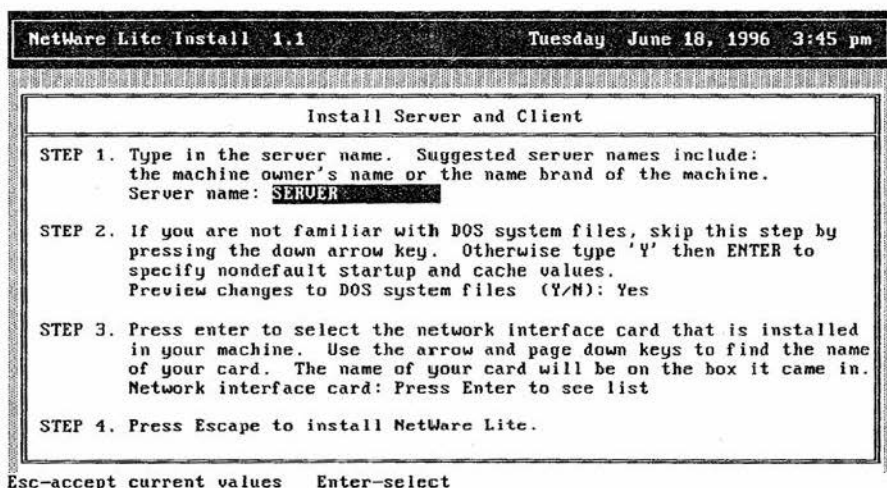 NetWare Lite Install 1.1 Tuesday June 18, 1996 3:45 pm
Install Server and Client
STEP 1. Type in the server name. Suggested server names include:
the machine owner's name or the name brand of the machine.
Server name: SERVER
STEP 2. If you are not familiar with DOS system files, skip this step by
pressing the down arrow key. Otherwise type 'Y' then ENTER to
specify nondefault startup and cache values.
Preview changes to DOS system files (Y/N): Yes
STEP 3. Press enter to select the network interface card that is installed
in your machine. Use the arrow and page down keys to find the name
of your card. The name of your card will be on the box it came in.
Network interface card: Press Enter to see list
STEP 4. Press Escape to install NetWare Lite.
Esc-accept current values Enter-select